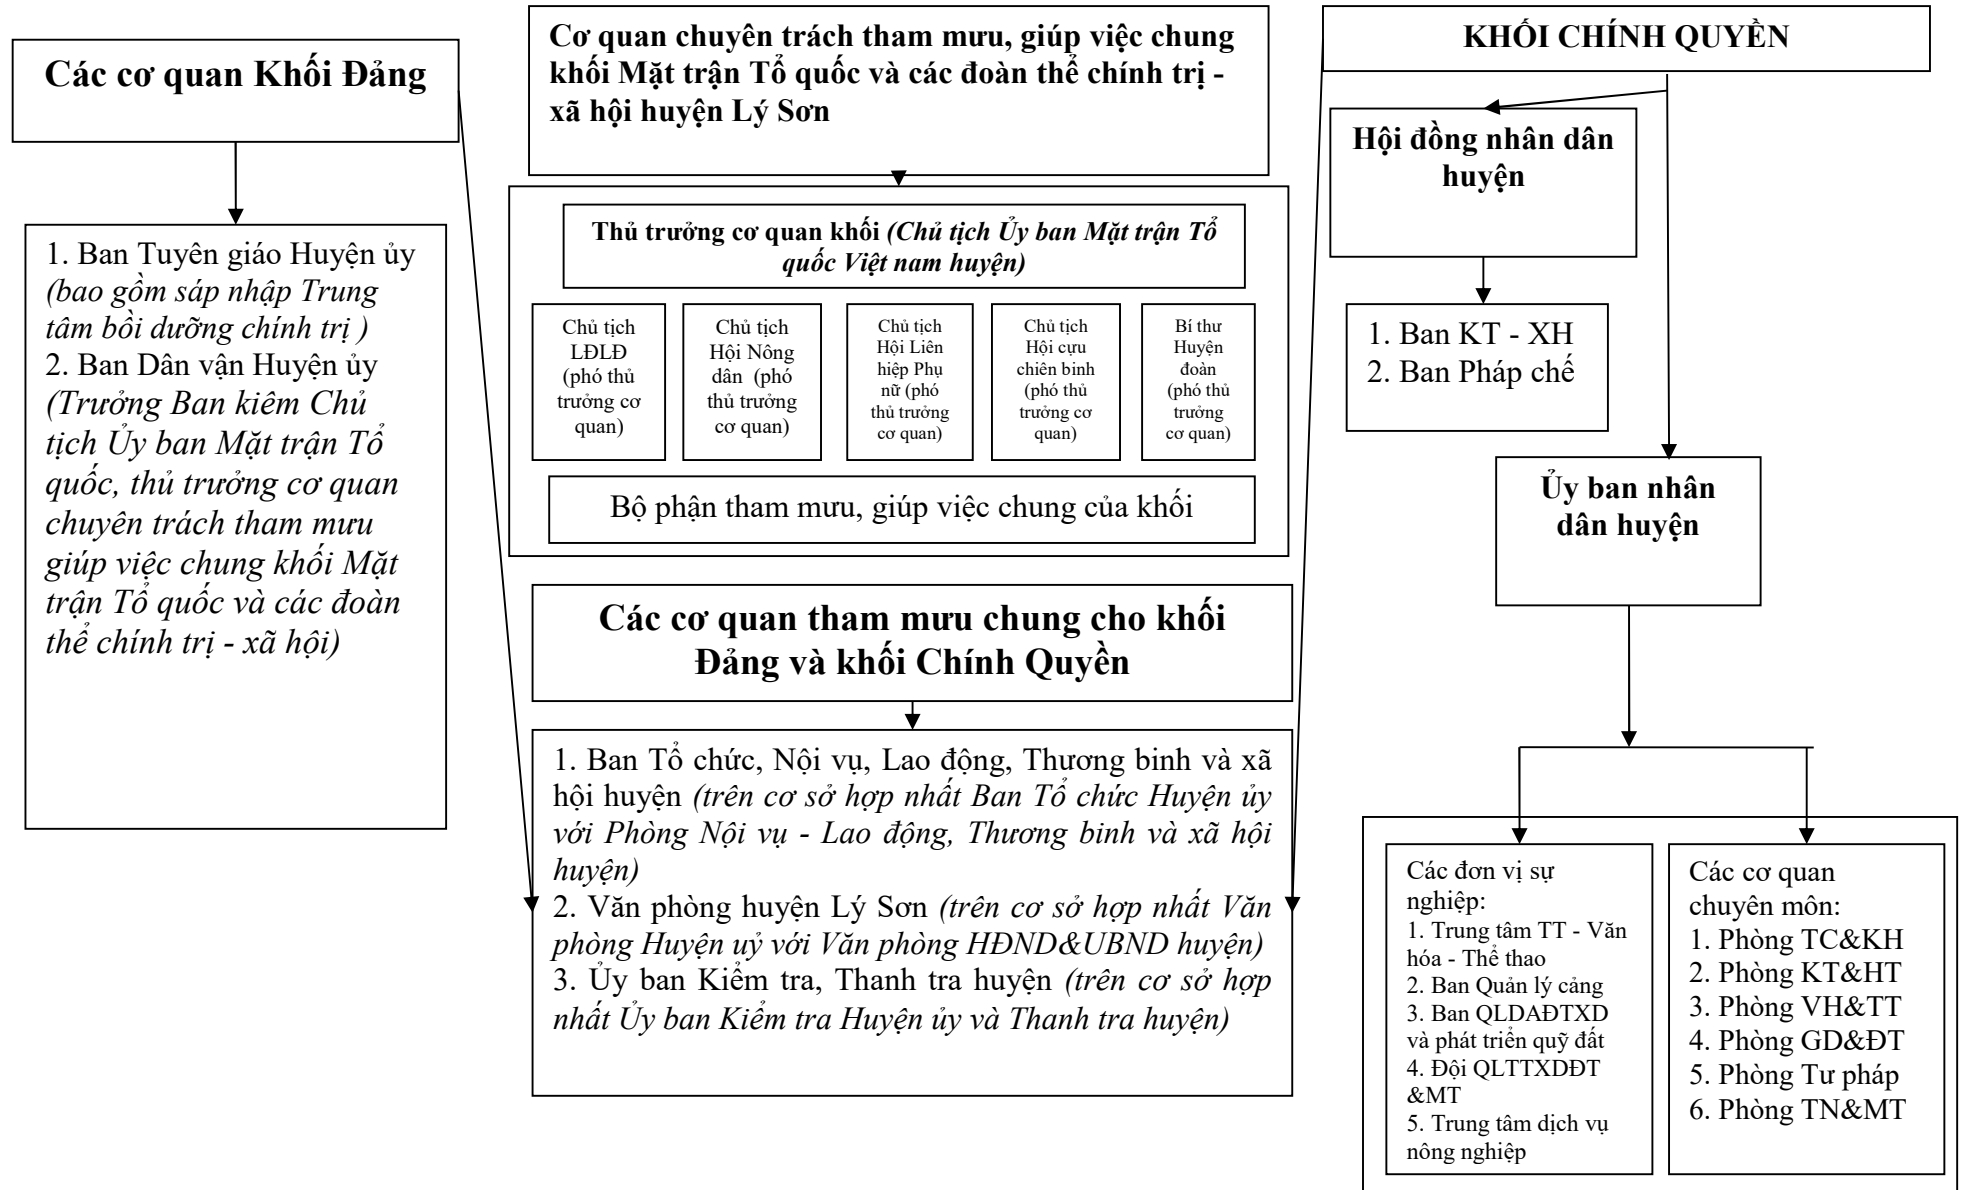 Các cơ quan Khối Đảng
1. Ban Tuyên giáo Huyện ủy
(bao gồm sáp nhập Trung
tâm bồi dưỡng chính trị )
2. Ban Dân vận Huyện ủy
(Trưởng Ban kiêm Chủ
tịch Ủy ban Mặt trận Tổ
quốc, thủ trưởng cơ quan
chuyên trách tham mưu
giúp việc chung khối Mặt
trận Tổ quốc và các đoàn
thể chính trị - xã hội)
Cơ quan chuyên trách tham mưu, giúp việc chung
khối Mặt trận Tổ quốc và các đoàn thể chính trị -
xã hội huyện Lý Sơn
Thủ trưởng cơ quan khối (Chủ tịch Ủy ban Mặt trận Tổ
quốc Việt nam huyện)
Chủ tịch
LĐLĐ
(phó thủ
trưởng cơ
quan)
Chủ tịch
Hội Nông
dân (phó
thủ trưởng
cơ quan)
Chủ tịch
Hội Liên
hiệp Phụ
nữ (phó
thủ trưởng
cơ quan)
Chủ tịch
Hội cựu
chiên binh
(phó thủ
trưởng cơ
quan)
Bí thư
Huyện
đoàn
(phó thủ
trưởng
cơ quan)
Bộ phận tham mưu, giúp việc chung của khối
Các cơ quan tham mưu chung cho khối
Đảng và khối Chính Quyền
1. Ban Tổ chức, Nội vụ, Lao động, Thương binh và xã
hội huyện (trên cơ sở hợp nhất Ban Tổ chức Huyện ủy
với Phòng Nội vụ - Lao động, Thương binh và xã hội
huyện)
2. Văn phòng huyện Lý Sơn (trên cơ sở hợp nhất Văn
phòng Huyện uỷ với Văn phòng HĐND&UBND huyện)
3. Ủy ban Kiểm tra, Thanh tra huyện (trên cơ sở hợp
nhất Ủy ban Kiểm tra Huyện ủy và Thanh tra huyện)
KHỐI CHÍNH QUYỀN
Hội đồng nhân dân
huyện
1. Ban KT - XH
2. Ban Pháp chế
Ủy ban nhân
dân huyện
Các đơn vị sự
nghiệp:
1. Trung tâm TT - Văn
hóa - Thể thao
2. Ban Quản lý cảng
3. Ban QLDAĐTXD
và phát triển quỹ đất
4. Đội QLTTXDĐT
&MT
5. Trung tâm dịch vụ
nông nghiệp
Các cơ quan
chuyên môn:
1. Phòng TC&KH
2. Phòng KT&HT
3. Phòng VH&TT
4. Phòng GD&ĐT
5. Phòng Tư pháp
6. Phòng TN&MT